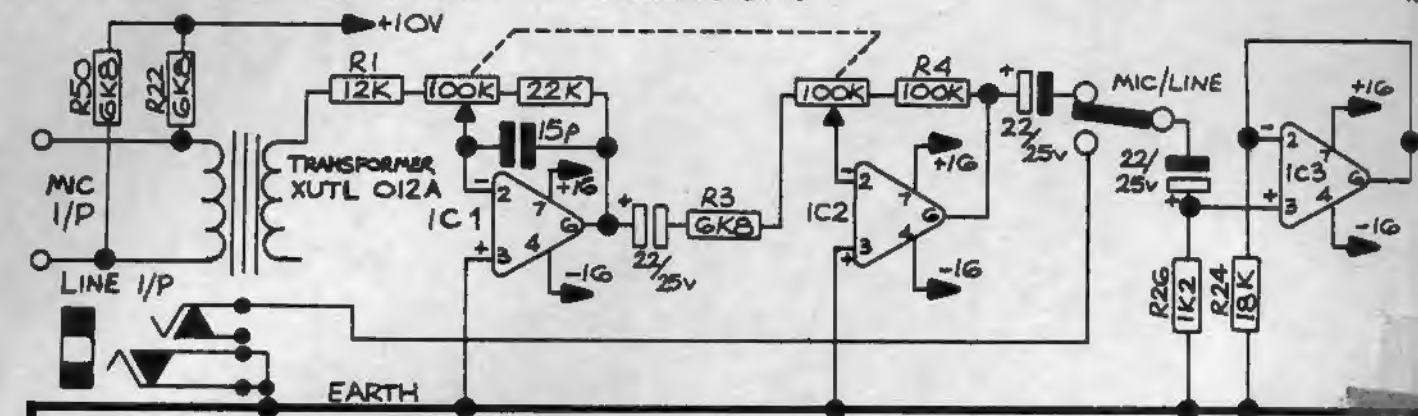 +10V
R50
6K8
R22
6K8
R1
12K
100K
22K
15p
TRANSFORMER
XUTL 012A
MIC
I/P
IC1
- 2
+ 3
7
4
6
+16
-16
+
22/
25v
R3
6K8
100K
R4
100K
IC2
- 2
3
+
7
4
6
+16
-16
+
22/
25v
MIC/LINE
22/
25v
+
R26
1K2
R24
18K
IC3
- 2
+ 3
7
4
6
+16
-16
LINE I/P
EARTH